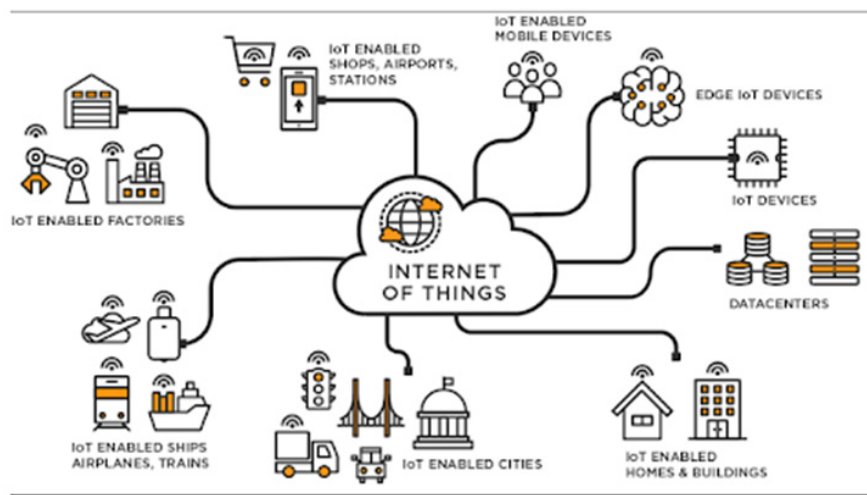 IoT ENABLED
SHOPS, AIRPORTS,
STATIONS
IoT ENABLED
MOBILE DEVICES
EDGE IoT DEVICES
IoT DEVICES
DATACENTERS
IoT ENABLED FACTORIES
INTERNET
OF THINGS
IoT ENABLED SHIPS
AIRPLANES, TRAINS
IoT ENABLED CITIES
IoT ENABLED
HOMES & BUILDINGS